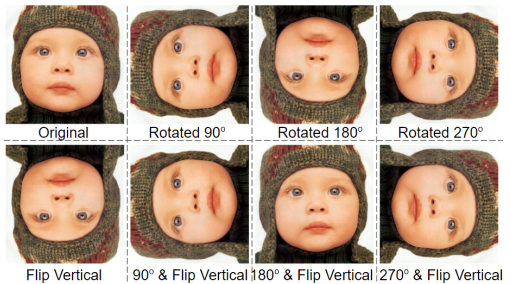 Original
Rotated 90°
Rotated 180°
Rotated 270°
Flip Vertical
90° & Flip Vertical
180° & Flip Vertical
270° & Flip Vertical